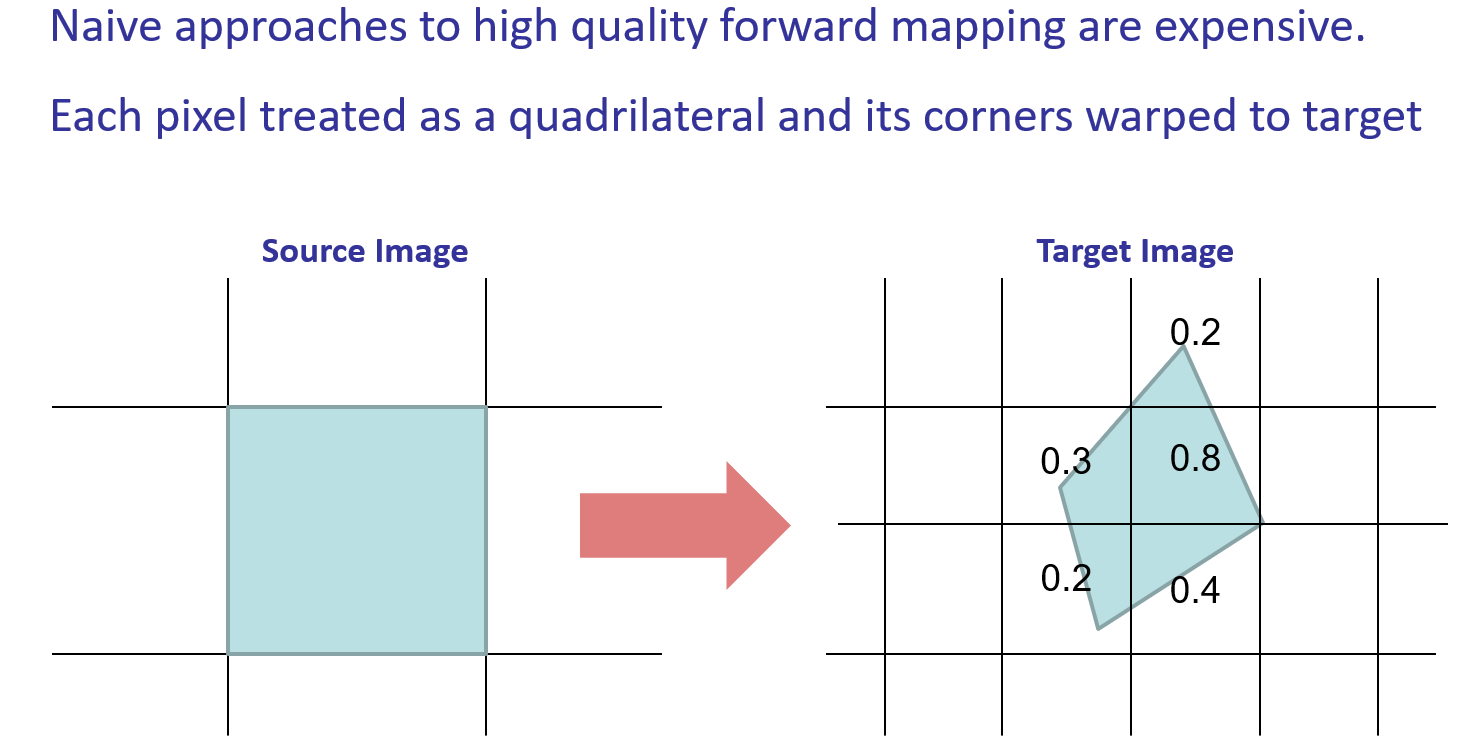 Naive approaches to high quality forward mapping are expensive.
Each pixel treated as a quadrilateral and its corners warped to target
Source Image
Target Image
0.2
0.3
0.8
0.2
0.4